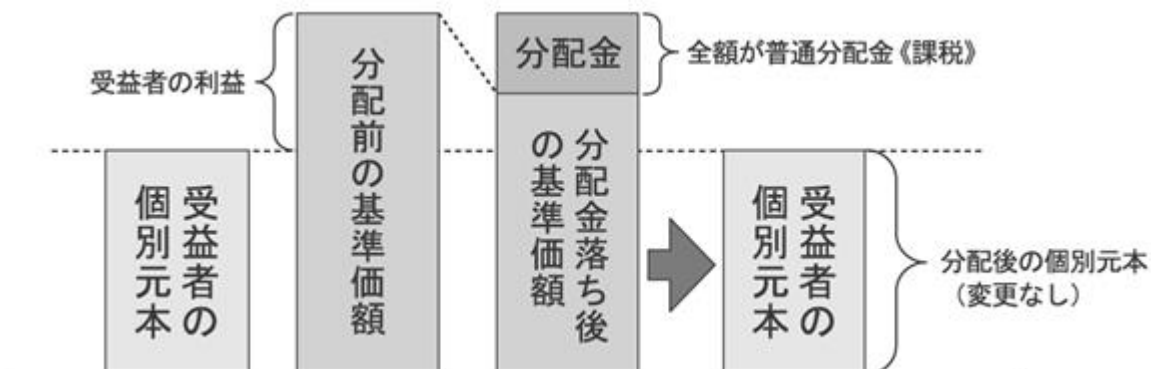 受益者の利益
受益者の
個別元本
分配前の基準価額
分配金
全額が普通分配金《課税》
分配金落ち後
の基準価額
受益者の
個別元本
分配後の個別元本
（変更なし）